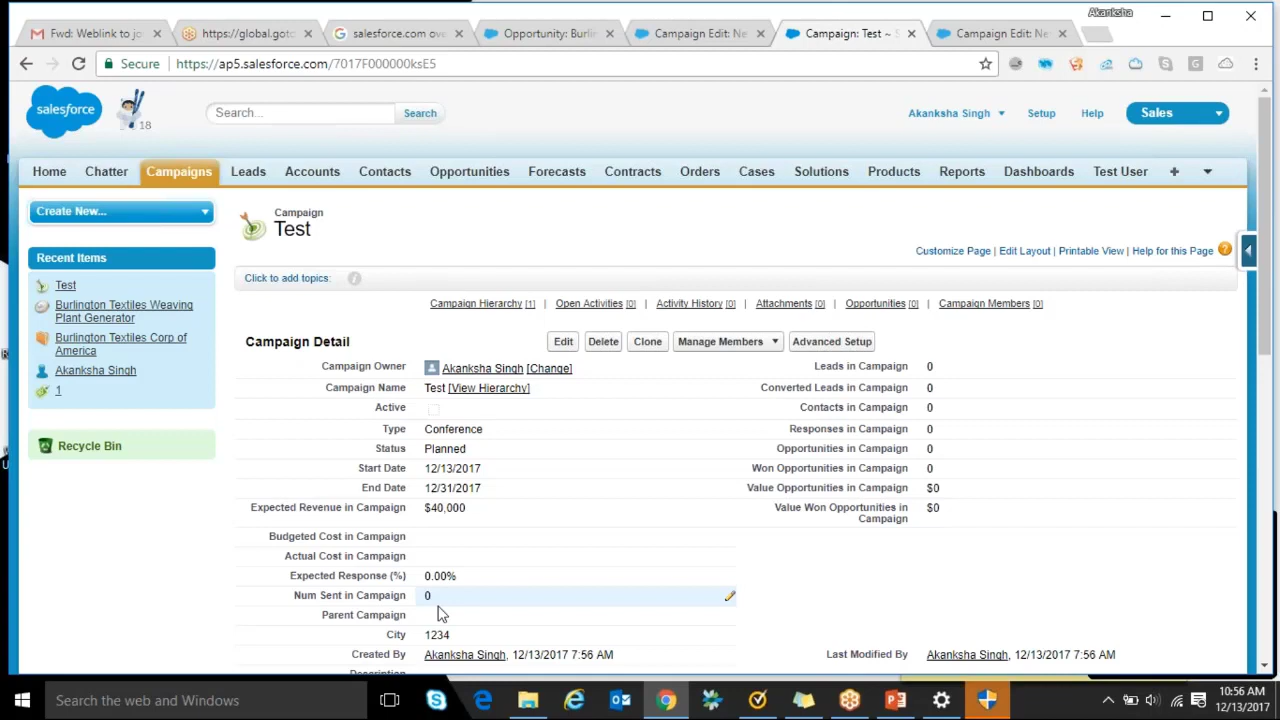 Akanksha
Fwd: Weblink to jo
https://global.gotc
salesforce.com ove
Opportunity: Burlin
Campaign Edit: Ne
Campaign: Test ~ S
Campaign Edit: Ne
Secure
https://ap5.salesforce.com/7017F000000ksE5
salesforce
18
Search...
Search
Akanksha Singh
Setup
Help
Sales
Home Chatter Campaigns Leads Accounts Contacts Opportunities Forecasts Contracts Orders Cases Solutions Products Reports Dashboards Test User +
Create New...
Campaign
Test
Customize Page | Edit Layout | Printable View | Help for this Page
Recent Items
Test
Burlington Textiles Weaving
Plant Generator
Burlington Textiles Corp of
America
Akanksha Singh
1
Recycle Bin
Click to add topics:
Campaign Hierarchy [1] | Open Activities [0] | Activity History [0] | Attachments [0] | Opportunities [0] | Campaign Members [0]
Campaign Detail
Edit Delete Clone Manage Members Advanced Setup
Campaign Owner Akanksha Singh [Change] Leads in Campaign 0
Campaign Name Test [View Hierarchy] Converted Leads in Campaign 0
Active Contacts in Campaign 0
Type Conference Responses in Campaign 0
Status Planned Opportunities in Campaign 0
Start Date 12/13/2017 Won Opportunities in Campaign 0
End Date 12/31/2017 Value Opportunities in Campaign $0
Expected Revenue in Campaign $40,000 Value Won Opportunities in
Campaign $0
Budgeted Cost in Campaign
Actual Cost in Campaign
Expected Response (%) 0.00%
Num Sent in Campaign 0
Parent Campaign
City 1234
Created By Akanksha Singh, 12/13/2017 7:56 AM Last Modified By Akanksha Singh, 12/13/2017 7:56 AM
Search the web and Windows
10:56 AM
12/13/2017